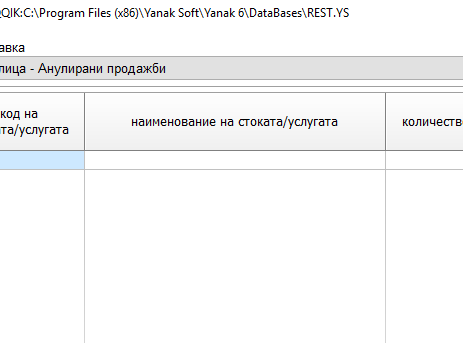 QIK:C:\Program Files (x86)\Yanak Soft\Yanak 6\DataBases\REST.YS
авка
лица - Анулирани продажби
код на
та/услугата
наименование на стоката/услугата
количеств